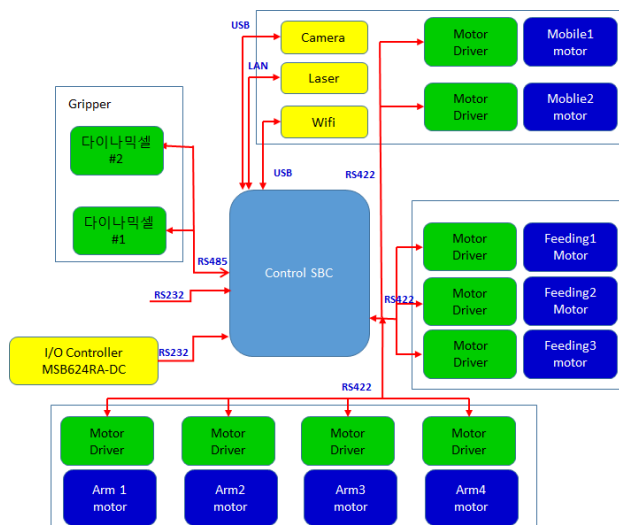 USB
Camera
Motor
Driver
Mobile1
motor
LAN
Laser
Gripper
Motor
Driver
Moblie2
motor
Wifi
다이나믹셀
#2
USB
RS422
다이나믹셀
#1
Control SBC
RS485
RS232
Motor
Driver
Feeding1
Motor
RS422
Motor
Driver
Feeding2
Motor
I/O Controller
MSB624RA-DC
RS232
Motor
Driver
Feeding3
motor
RS422
Motor
Driver
Motor
Driver
Motor
Driver
Motor
Driver
Arm 1
motor
Arm2
motor
Arm3
motor
Arm4
motor